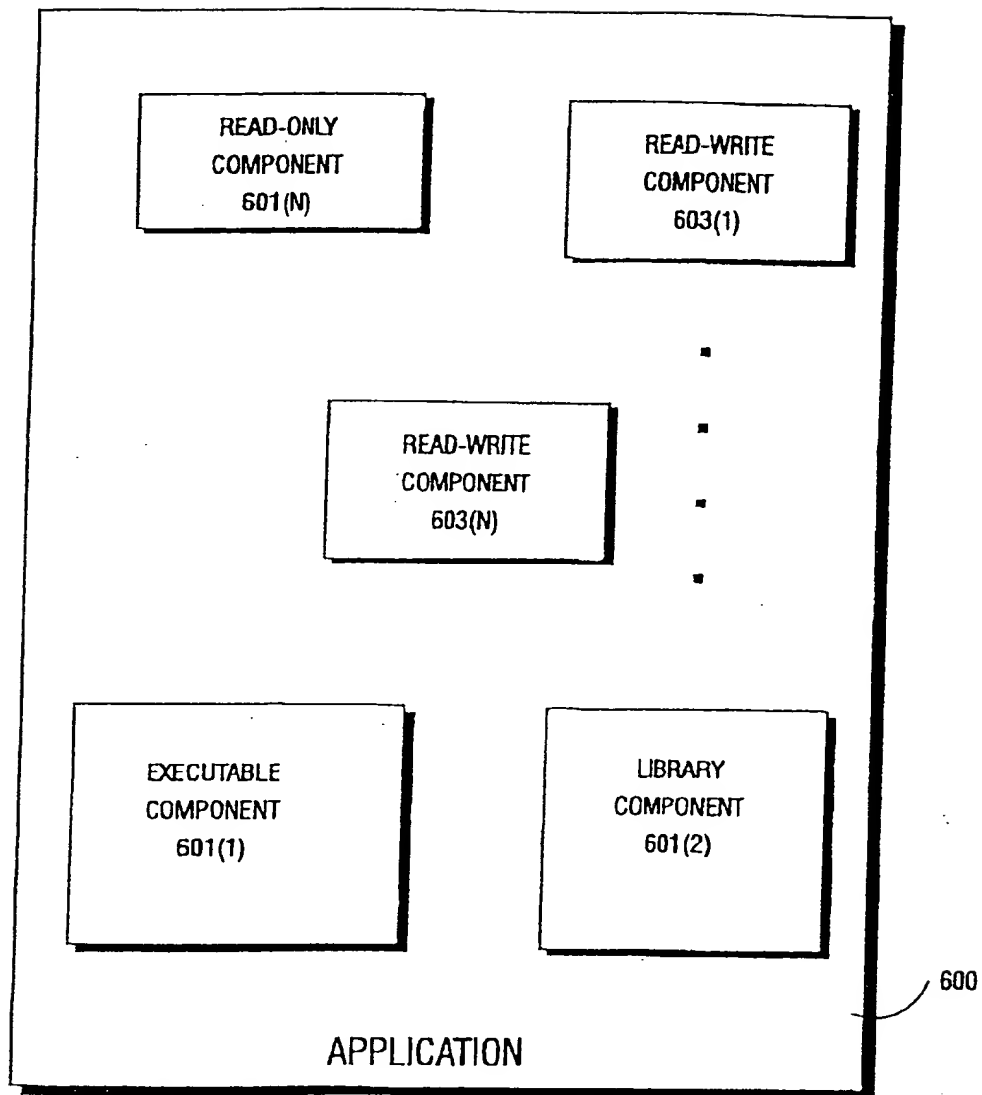 READ-ONLY
COMPONENT
601(N)
READ-WRITE
COMPONENT
603(1)
READ-WRITE
COMPONENT
603(N)
EXECUTABLE
COMPONENT
601(1)
LIBRARY
COMPONENT
601(2)
600
APPLICATION